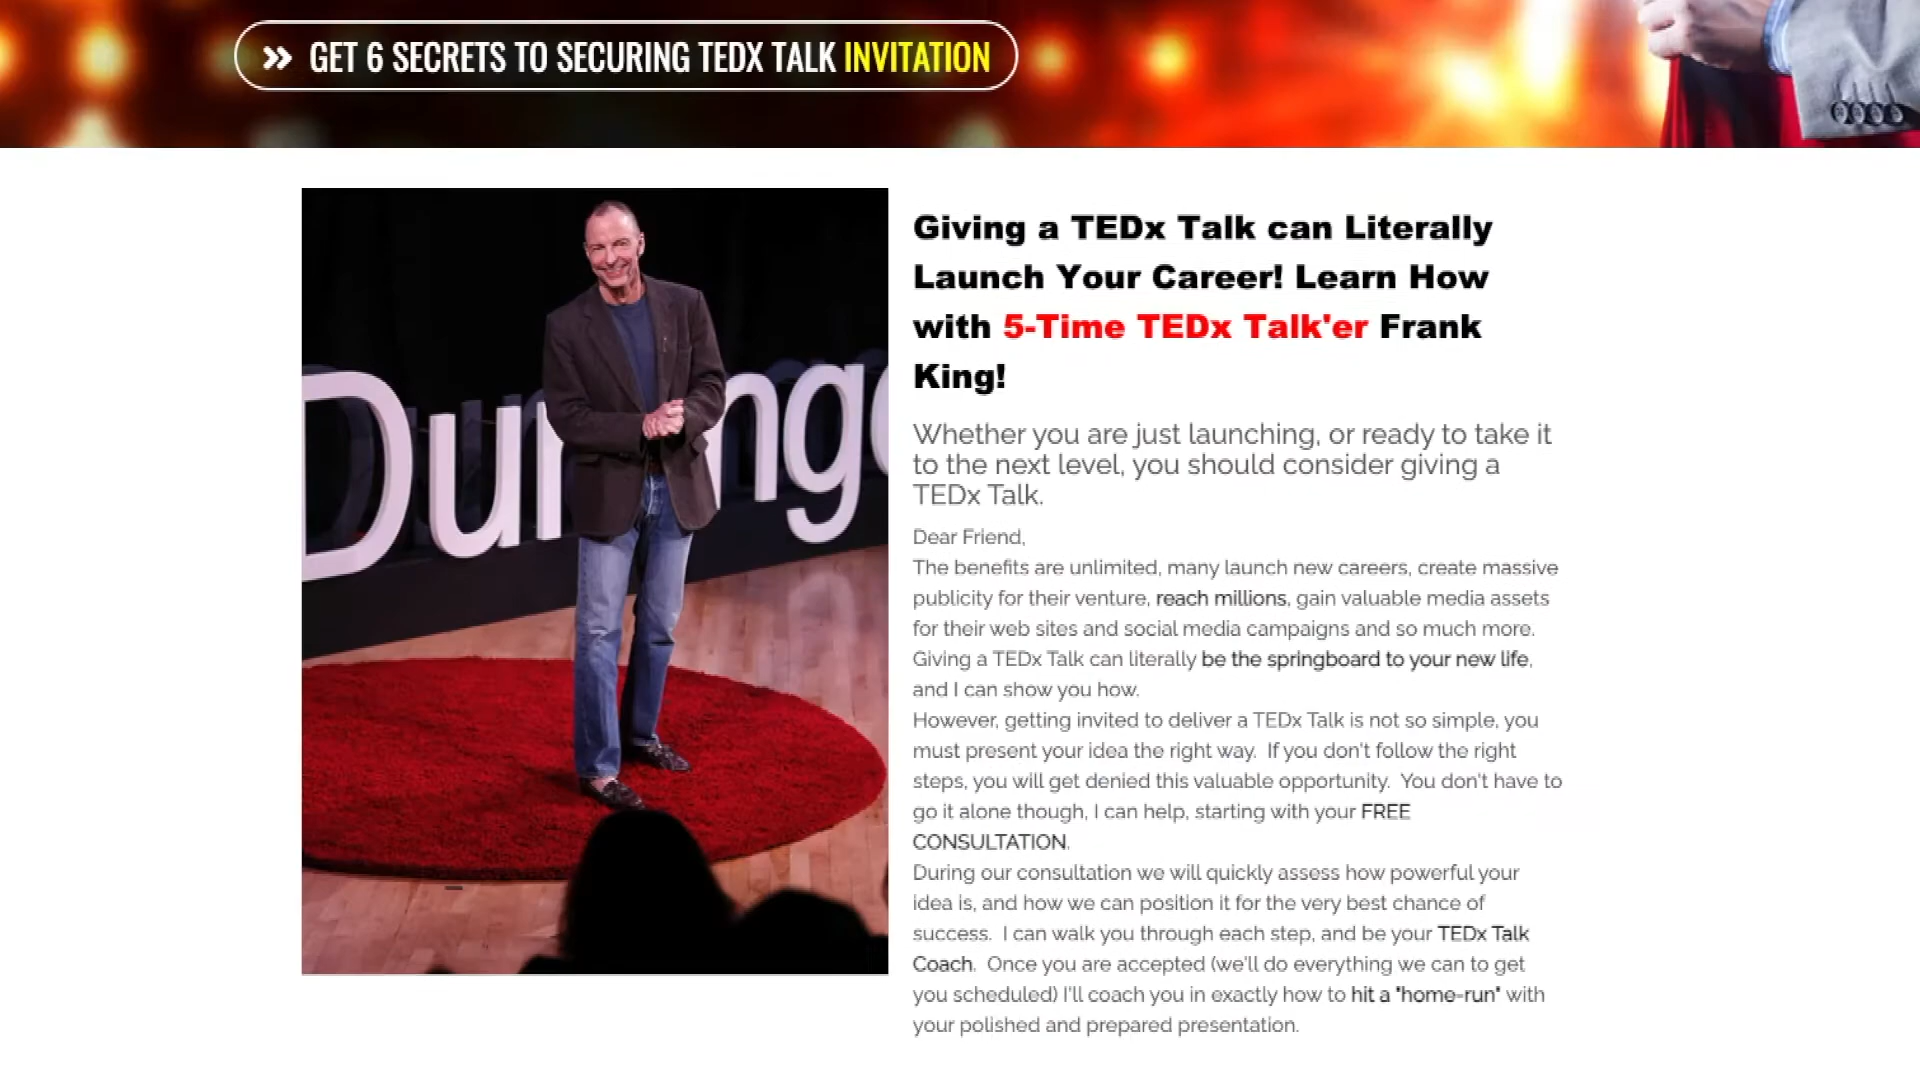 » GET 6 SECRETS TO SECURING TEDX TALK INVITATION
Durngo
Giving a TEDx Talk can Literally
Launch Your Career! Learn How
with 5-Time TEDx Talk'er Frank
King!
Whether you are just launching, or ready to take it
to the next level, you should consider giving a
TEDx Talk.
Dear Friend,
The benefits are unlimited, many launch new careers, create massive
publicity for their venture, reach millions, gain valuable media assets
for their web sites and social media campaigns and so much more.
Giving a TEDx Talk can literally be the springboard to your new life,
and I can show you how.
However, getting invited to deliver a TEDx Talk is not so simple, you
must present your idea the right way.  If you don't follow the right
steps, you will get denied this valuable opportunity.  You don't have to
go it alone though, I can help, starting with your FREE
CONSULTATION.
During our consultation we will quickly assess how powerful your
idea is, and how we can position it for the very best chance of
success.  I can walk you through each step, and be your TEDx Talk
Coach.  Once you are accepted (we'll do everything we can to get
you scheduled) I'll coach you in exactly how to hit a "home-run" with
your polished and prepared presentation.